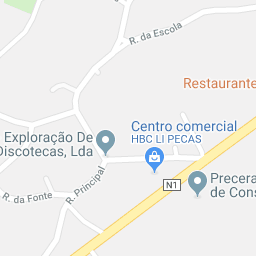 R. da Escola
Restaurante
Centro comercial
HBC LI PECAS
Exploração De
Discotecas, Lda
N1
Precera
de Cons
R. Principal
R. da Fonte